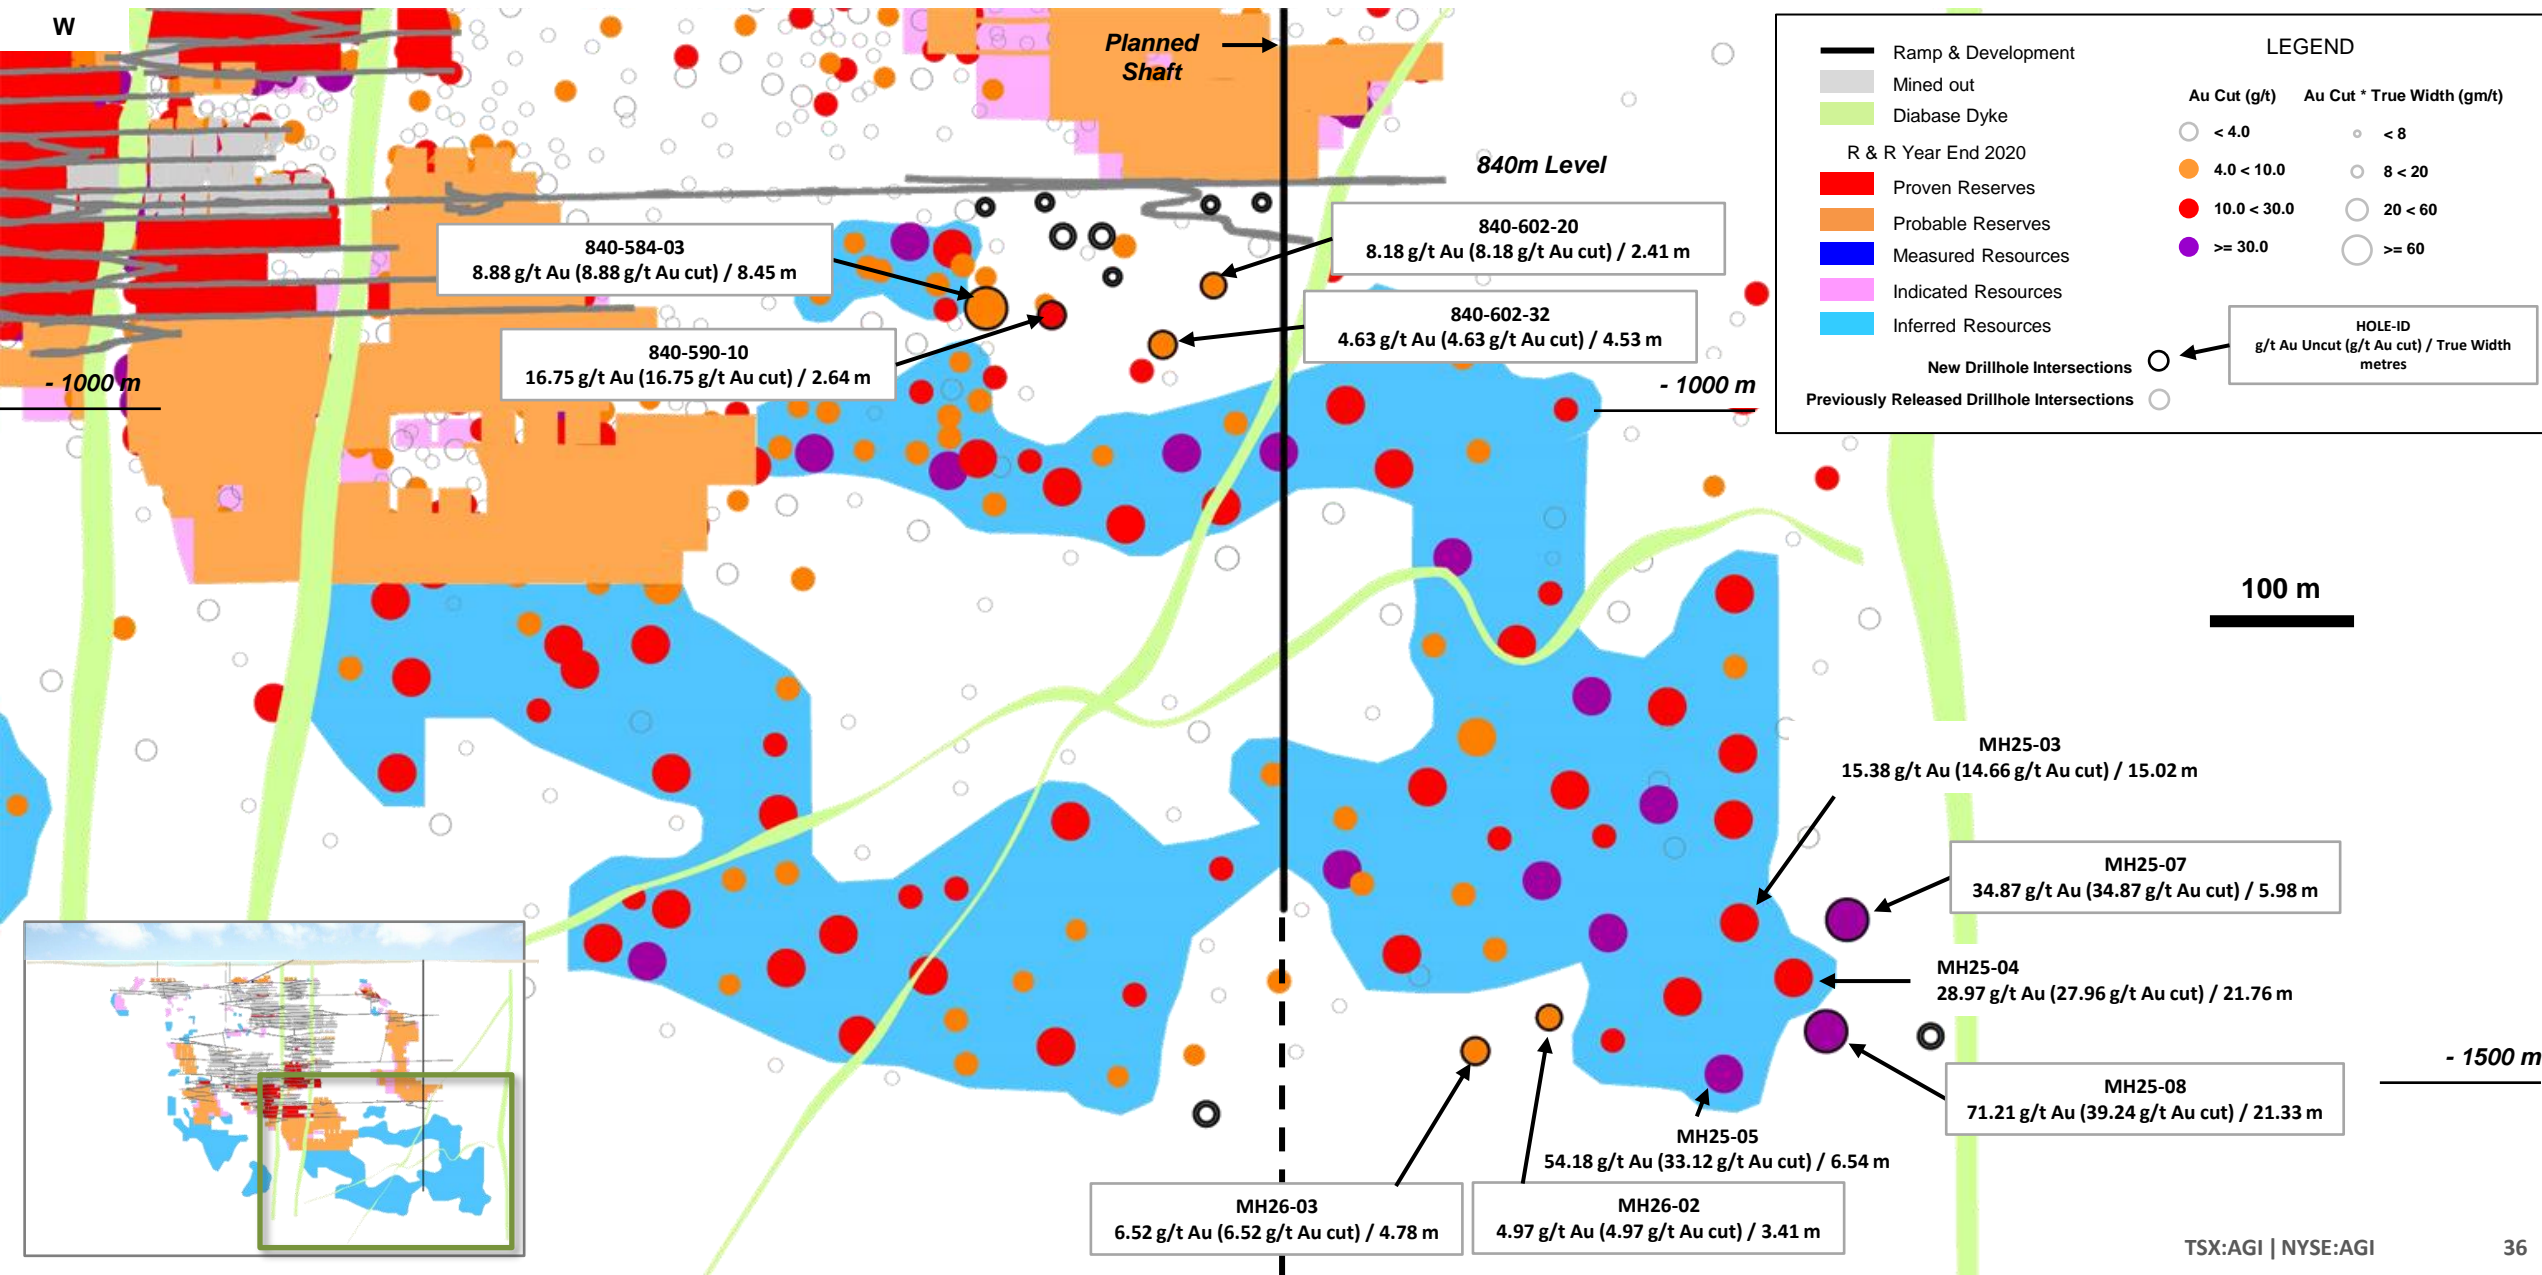 W
Planned
Shaft
840m Level
840-584-03
8.88 g/t Au (8.88 g/t Au cut) / 8.45 m
840-602-20
8.18 g/t Au (8.18 g/t Au cut) / 2.41 m
840-602-32
4.63 g/t Au (4.63 g/t Au cut) / 4.53 m
840-590-10
16.75 g/t Au (16.75 g/t Au cut) / 2.64 m
- 1000 m
- 1000 m
LEGEND
Ramp & Development
Mined out
Diabase Dyke
R & R Year End 2020
Proven Reserves
Probable Reserves
Measured Resources
Indicated Resources
Inferred Resources
New Drillhole Intersections
Previously Released Drillhole Intersections
Au Cut (g/t)
< 4.0
4.0 < 10.0
10.0 < 30.0
>= 30.0
Au Cut * True Width (gm/t)
< 8
8 < 20
20 < 60
>= 60
HOLE-ID
g/t Au Uncut (g/t Au cut) / True Width
metres
100 m
MH25-03
15.38 g/t Au (14.66 g/t Au cut) / 15.02 m
MH25-07
34.87 g/t Au (34.87 g/t Au cut) / 5.98 m
MH25-04
28.97 g/t Au (27.96 g/t Au cut) / 21.76 m
- 1500 m
MH25-08
71.21 g/t Au (39.24 g/t Au cut) / 21.33 m
MH25-05
54.18 g/t Au (33.12 g/t Au cut) / 6.54 m
MH26-03
6.52 g/t Au (6.52 g/t Au cut) / 4.78 m
MH26-02
4.97 g/t Au (4.97 g/t Au cut) / 3.41 m
TSX:AGI | NYSE:AGI
36